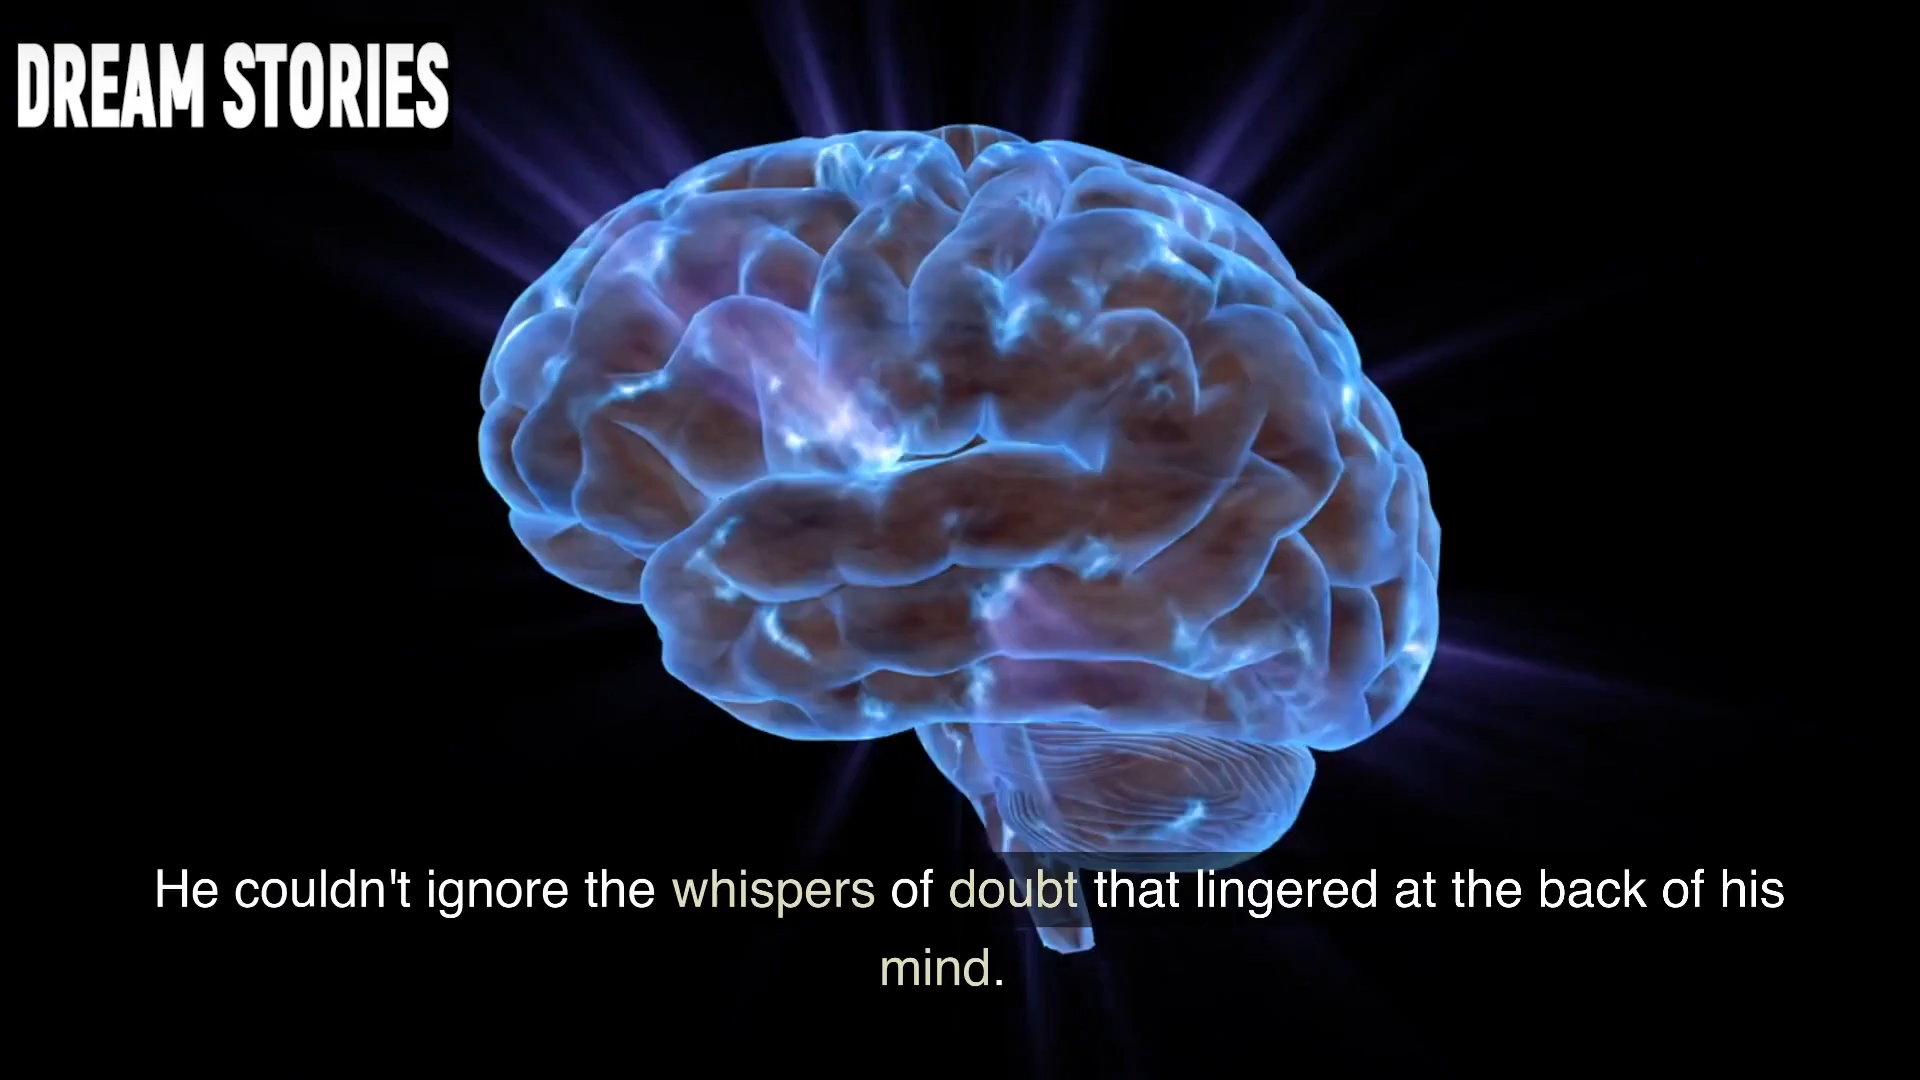 DREAM STORIES
He couldn't ignore the whispers of doubt that lingered at the back of his
mind.